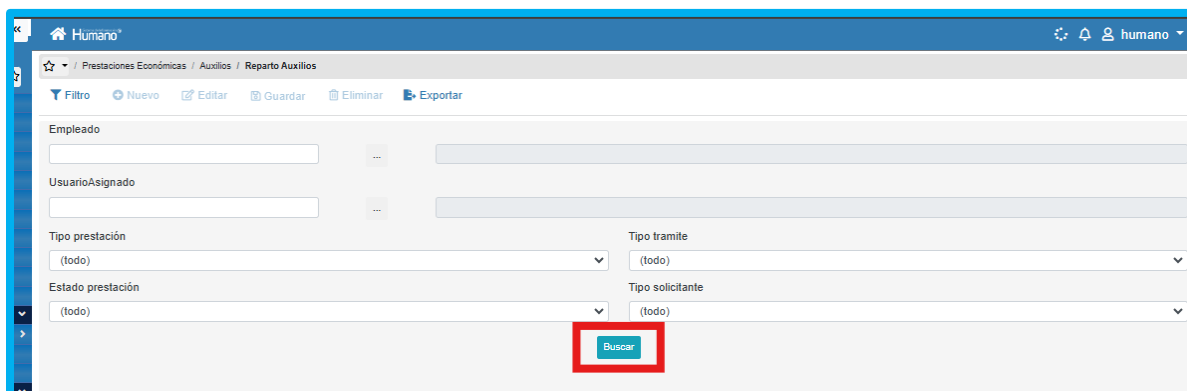 « Humano® humano
/ Prestaciones Económicas / Auxilios / Reparto Auxilios
Filtro Nuevo Editar Guardar Eliminar Exportar
Empleado
...
UsuarioAsignado
...
Tipo prestación Tipo tramite
(todo) (todo)
Estado prestación Tipo solicitante
(todo) (todo)
Buscar